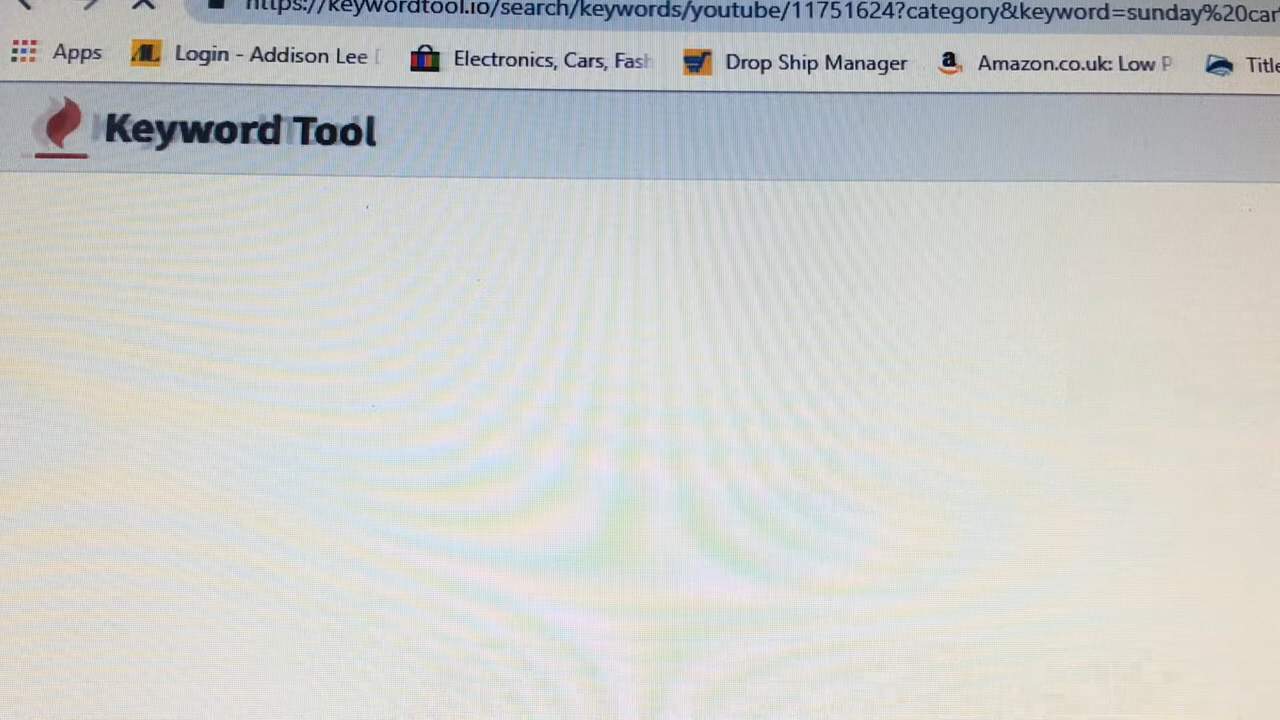 https://keywordtool.io/search/keywords/youtube/11751624?category&keyword=sunday%20car
Apps Login - Addison Lee Electronics, Cars, Fash Drop Ship Manager Amazon.co.uk: Low P Title
Keyword Tool